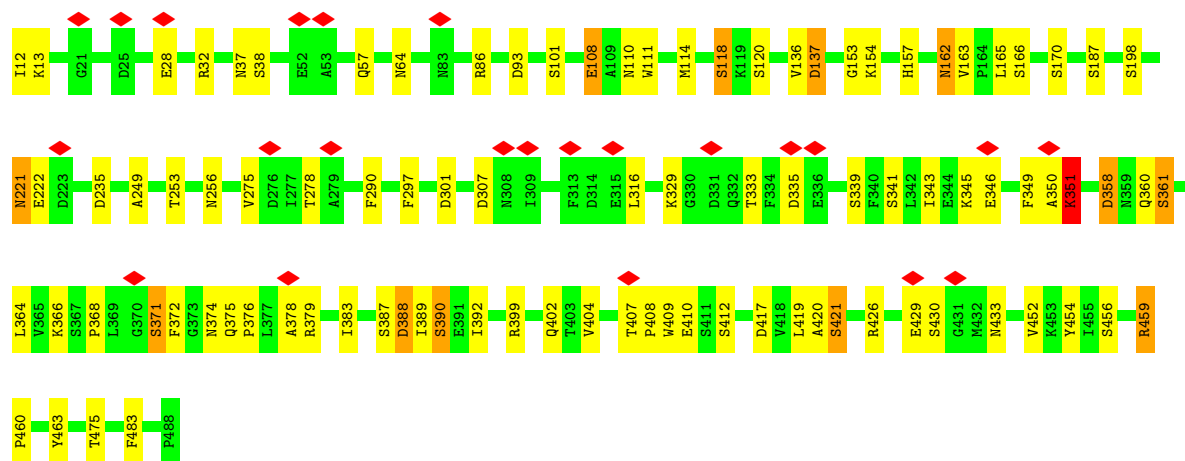 I12 K13 G21 D25 E28 R32 N37 S38 E52 A53 Q57 N64 N83 R86 D93 S101 E108 A109 N110 W111 M114 S118 K119 S120 V136 D137 G153 K154 H157 N162 V163 P164 L165 S166 S170 S187 S198
N221 E222 D223 D235 A249 T253 N256 V275 D276 I277 T278 A279 F290 F297 D301 D307 N308 I309 F313 D314 E315 L316 K329 G330 D331 Q332 T333 F334 D335 E336 S339 F340 S341 L342 I343 E344 K345 E346 F349 A350 K351 D358 N359 Q360 S361
L364 V365 K366 S367 P368 L369 G370 S371 F372 G373 N374 Q375 P376 L377 A378 R379 I383 S387 D388 I389 S390 E391 I392 R399 Q402 T403 V404 T407 P408 W409 E410 S411 S412 D417 V418 L419 A420 S421 R426 E429 S430 G431 M432 N433 V452 K453 Y454 I455 S456 R459
P460 Y463 T475 F483 P488